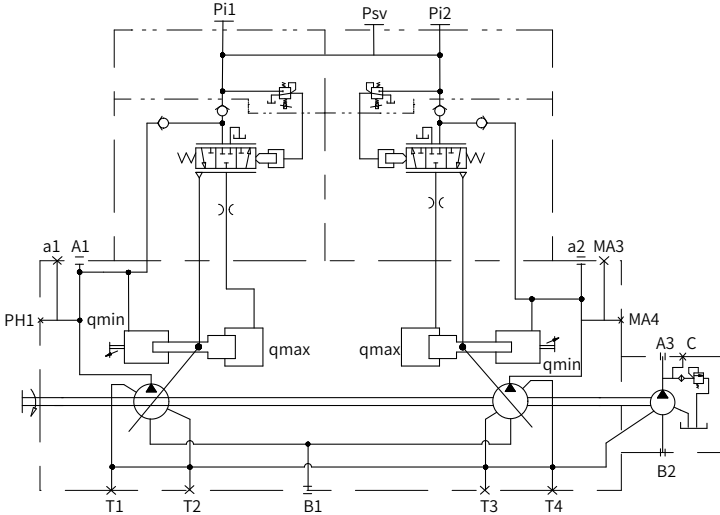 Pi1 Psv Pi2
a1 A1 a2 MA3
PH1 qmin MA4
qmax qmax A3 C
qmin
B2
T1 T2 B1 T3 T4